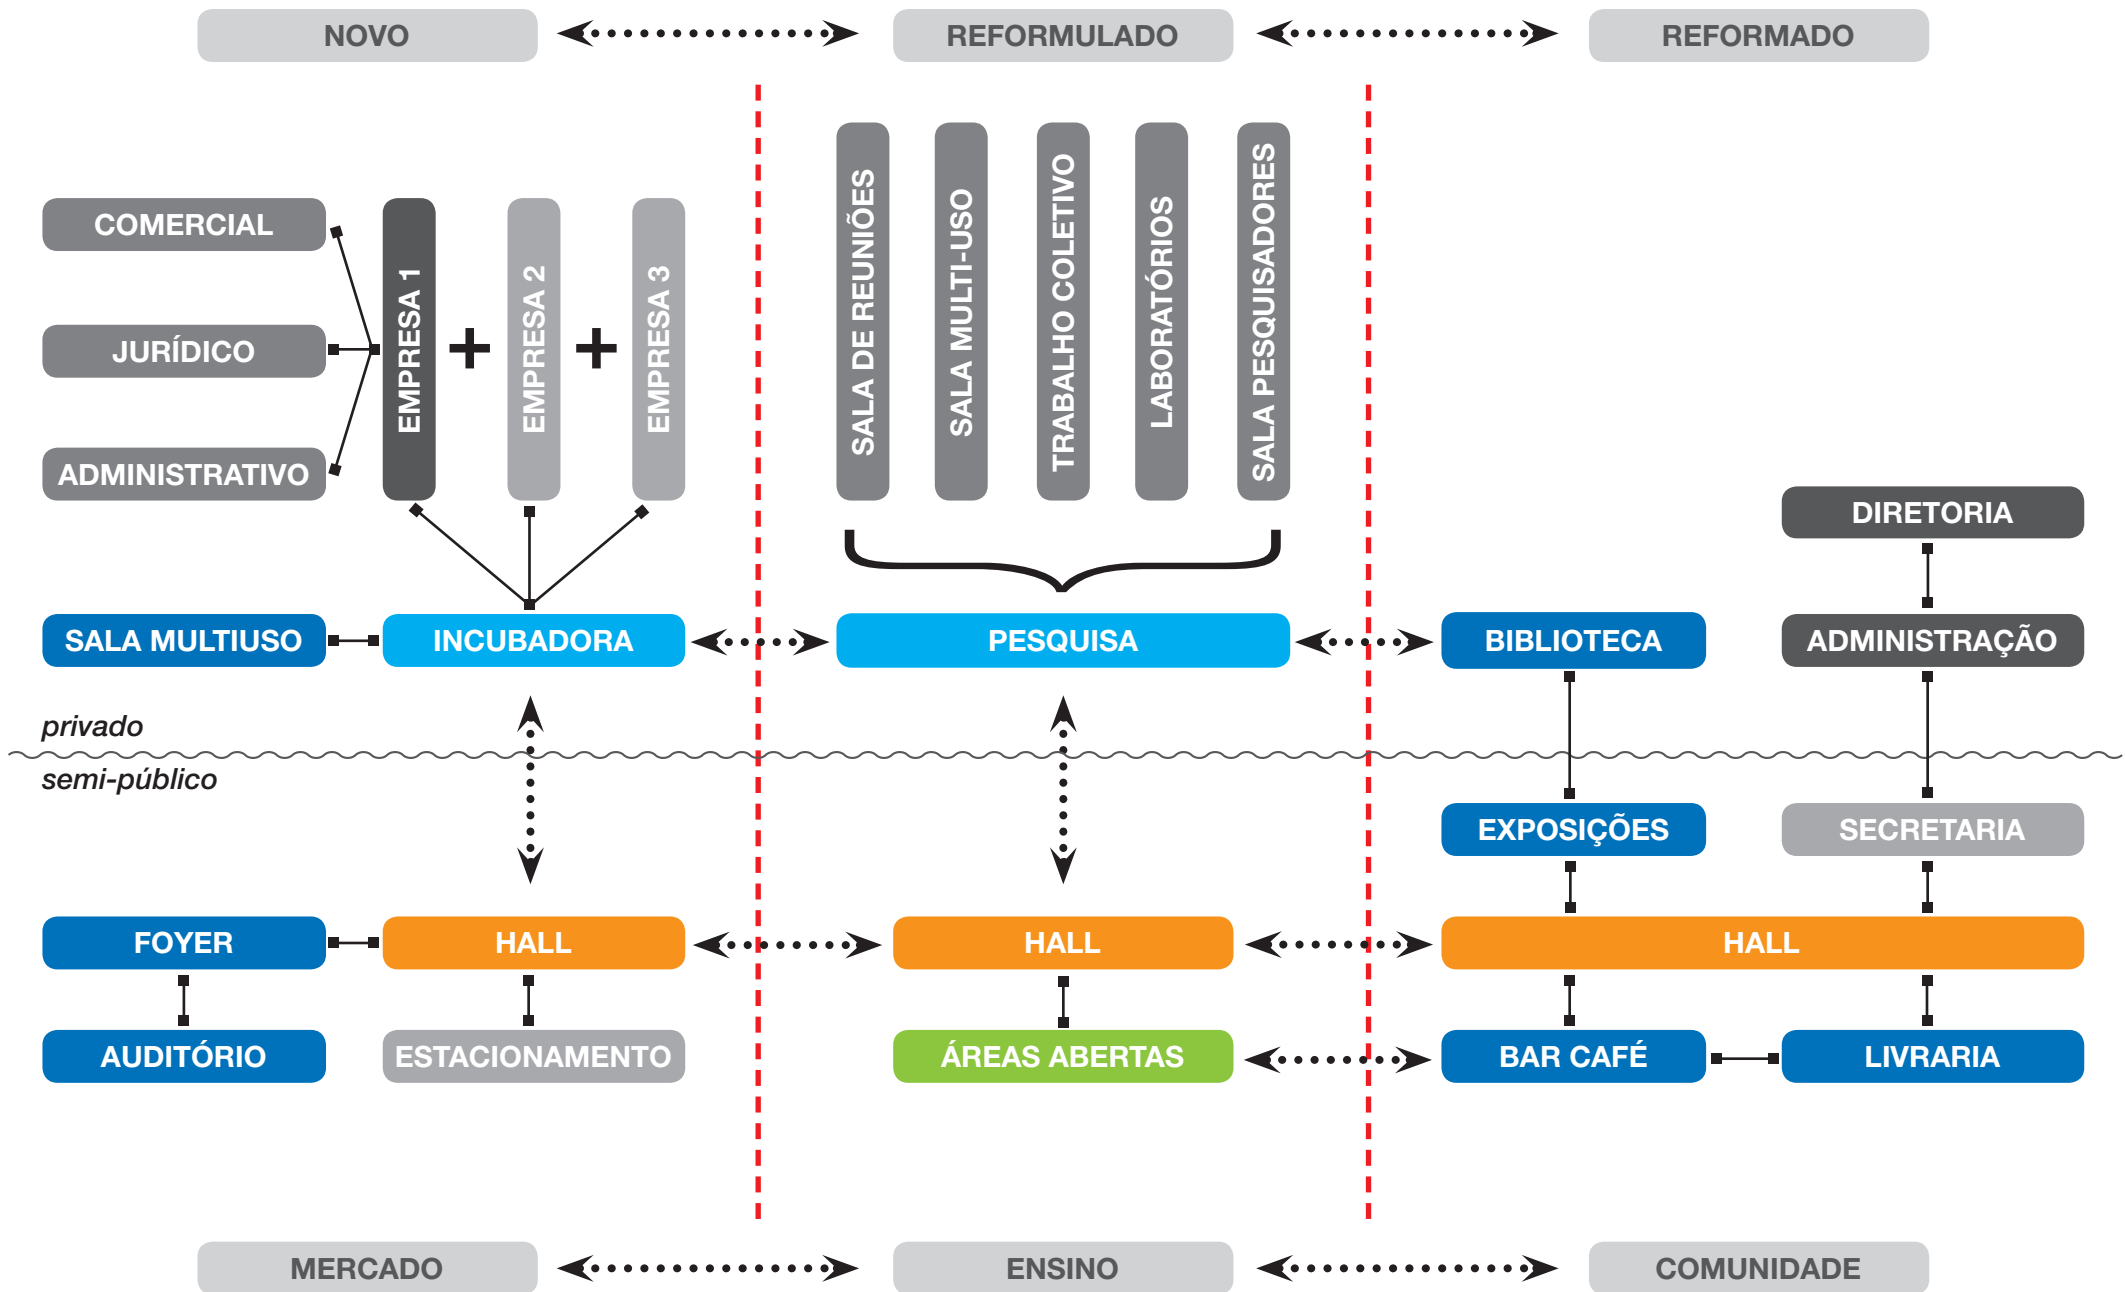 NOVO
REFORMULADO
REFORMADO
COMERCIAL
JURÍDICO
ADMINISTRATIVO
EMPRESA 1
+
EMPRESA 2
+
EMPRESA 3
SALA DE REUNIÕES
SALA MULTI-USO
TRABALHO COLETIVO
LABORATÓRIOS
SALA PESQUISADORES
DIRETORIA
SALA MULTIUSO
INCUBADORA
PESQUISA
BIBLIOTECA
ADMINISTRAÇÃO
privado
semi-público
EXPOSIÇÕES
SECRETARIA
FOYER
HALL
HALL
HALL
AUDITÓRIO
ESTACIONAMENTO
ÁREAS ABERTAS
BAR CAFÉ
LIVRARIA
MERCADO
ENSINO
COMUNIDADE